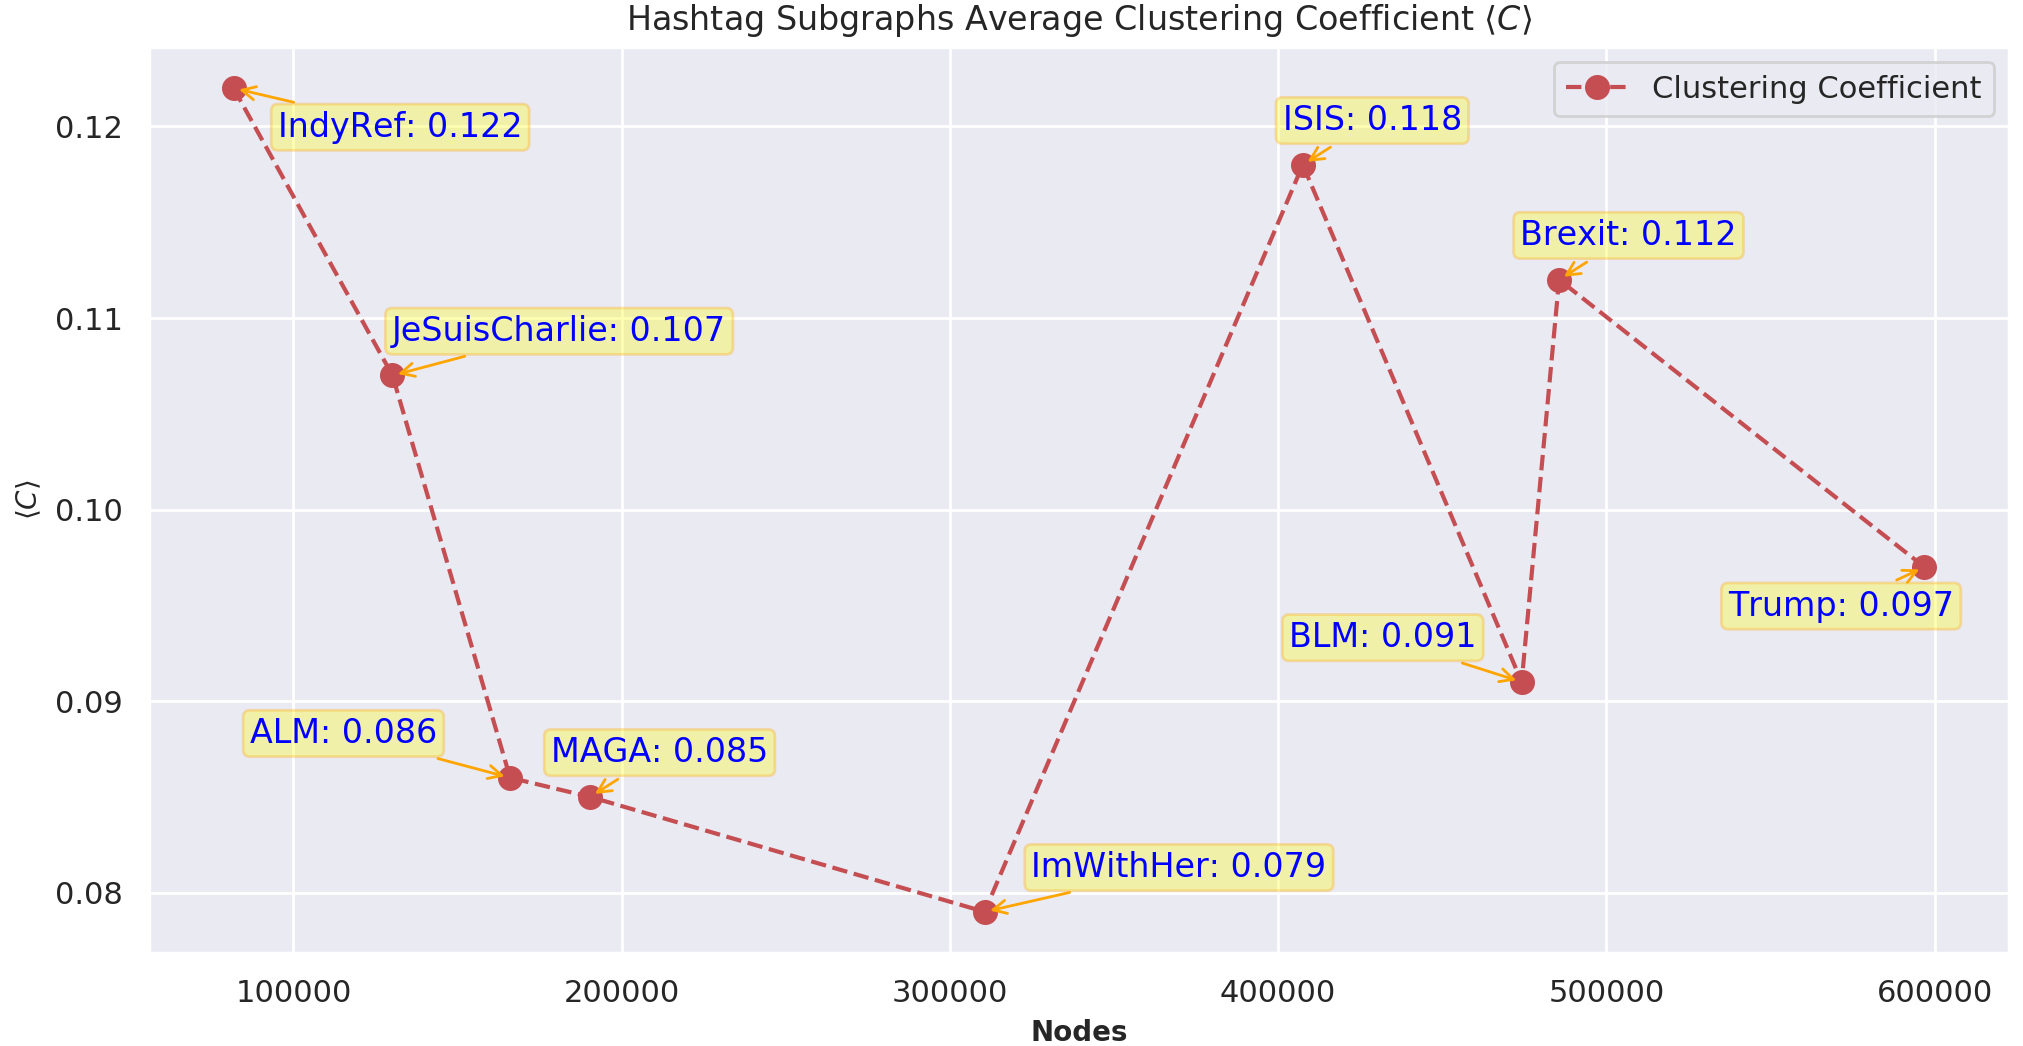 Hashtag Subgraphs Average Clustering Coefficient ⟨C⟩
Clustering Coefficient
IndyRef: 0.122
ISIS: 0.118
Brexit: 0.112
JeSuisCharlie: 0.107
Trump: 0.097
BLM: 0.091
ALM: 0.086
MAGA: 0.085
ImWithHer: 0.079
⟨C⟩
0.12
0.11
0.10
0.09
0.08
100000 200000 300000 400000 500000 600000
Nodes